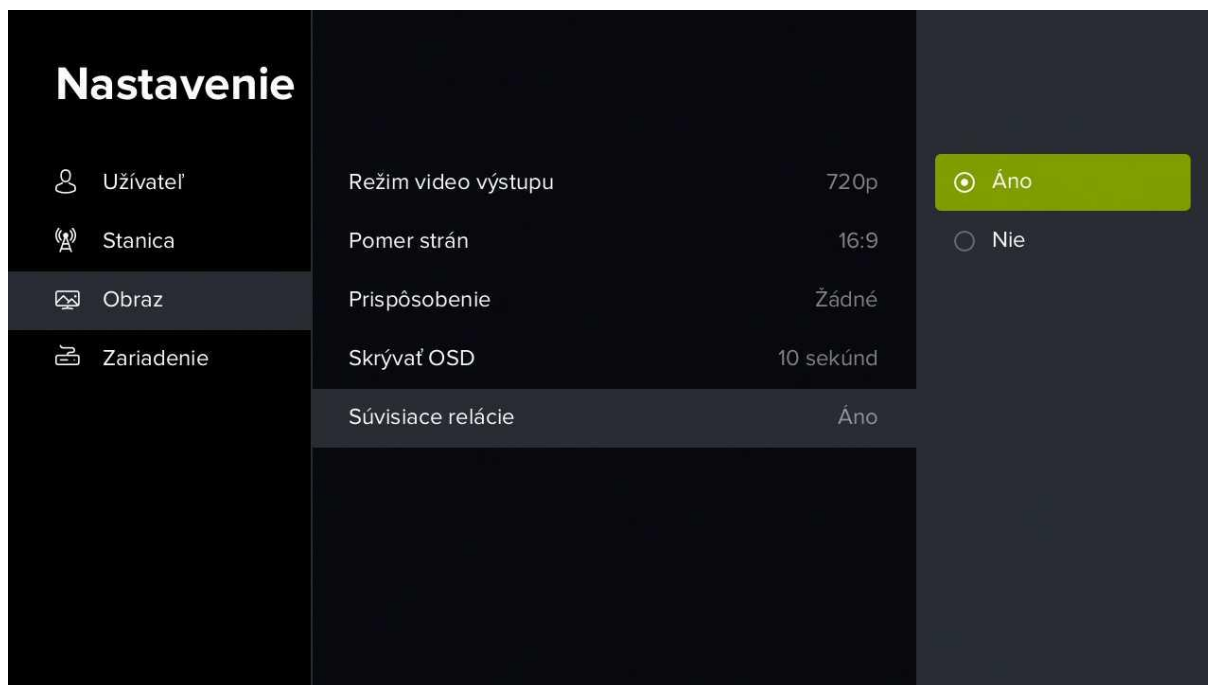 Nastavenie
Užívateľ
Stanica
Obraz
Zariadenie
Režim video výstupu 720p
Pomer strán 16:9
Prispôsobenie Žádné
Skrývať OSD 10 sekúnd
Súvisiace relácie Áno
Áno
Nie